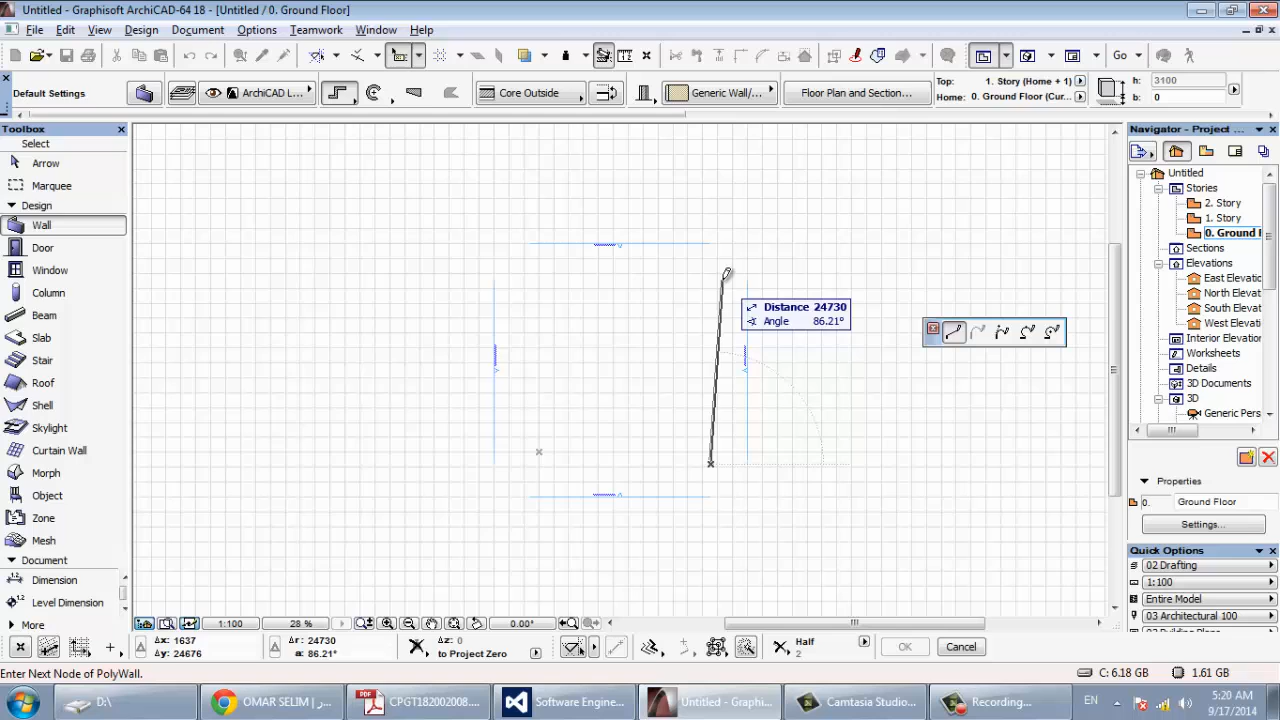 Untitled - Graphisoft ArchiCAD-64 18 - [Untitled / 0. Ground Floor]
File Edit View Design Document Options Teamwork Window Help
Go
Default Settings
ArchiCAD L...
Core Outside
Generic Wall/...
Floor Plan and Section...
Top: 1. Story (Home + 1)
Home: 0. Ground Floor (Cur...
h: 3100
b: 0
Toolbox
Select
Arrow
Marquee
Design
Wall
Door
Window
Column
Beam
Slab
Stair
Roof
Shell
Skylight
Curtain Wall
Morph
Object
Zone
Mesh
Document
Dimension
Level Dimension
More
Distance 24730
Angle 86.21°
Navigator - Project ...
Untitled
Stories
2. Story
1. Story
0. Ground F
Sections
Elevations
East Elevatio
North Elevat
South Elevat
West Elevati
Interior Elevation
Worksheets
Details
3D Documents
3D
Generic Pers
Properties
0. Ground Floor
Settings...
Quick Options
02 Drafting
1:100
Entire Model
03 Architectural 100
1:100 28 % 0.00°
Δx: 1637
Δy: 24676
Δr: 24730
a: 86.21°
Δz: 0
to Project Zero
Half
2
OK
Cancel
Enter Next Node of PolyWall.
C: 6.18 GB
1.61 GB
D:\
OMAR SELIM | ...در
CPGT182002008....
Software Enginee...
Untitled - Graphi...
Camtasia Studio...
Recording...
EN
5:20 AM
9/17/2014